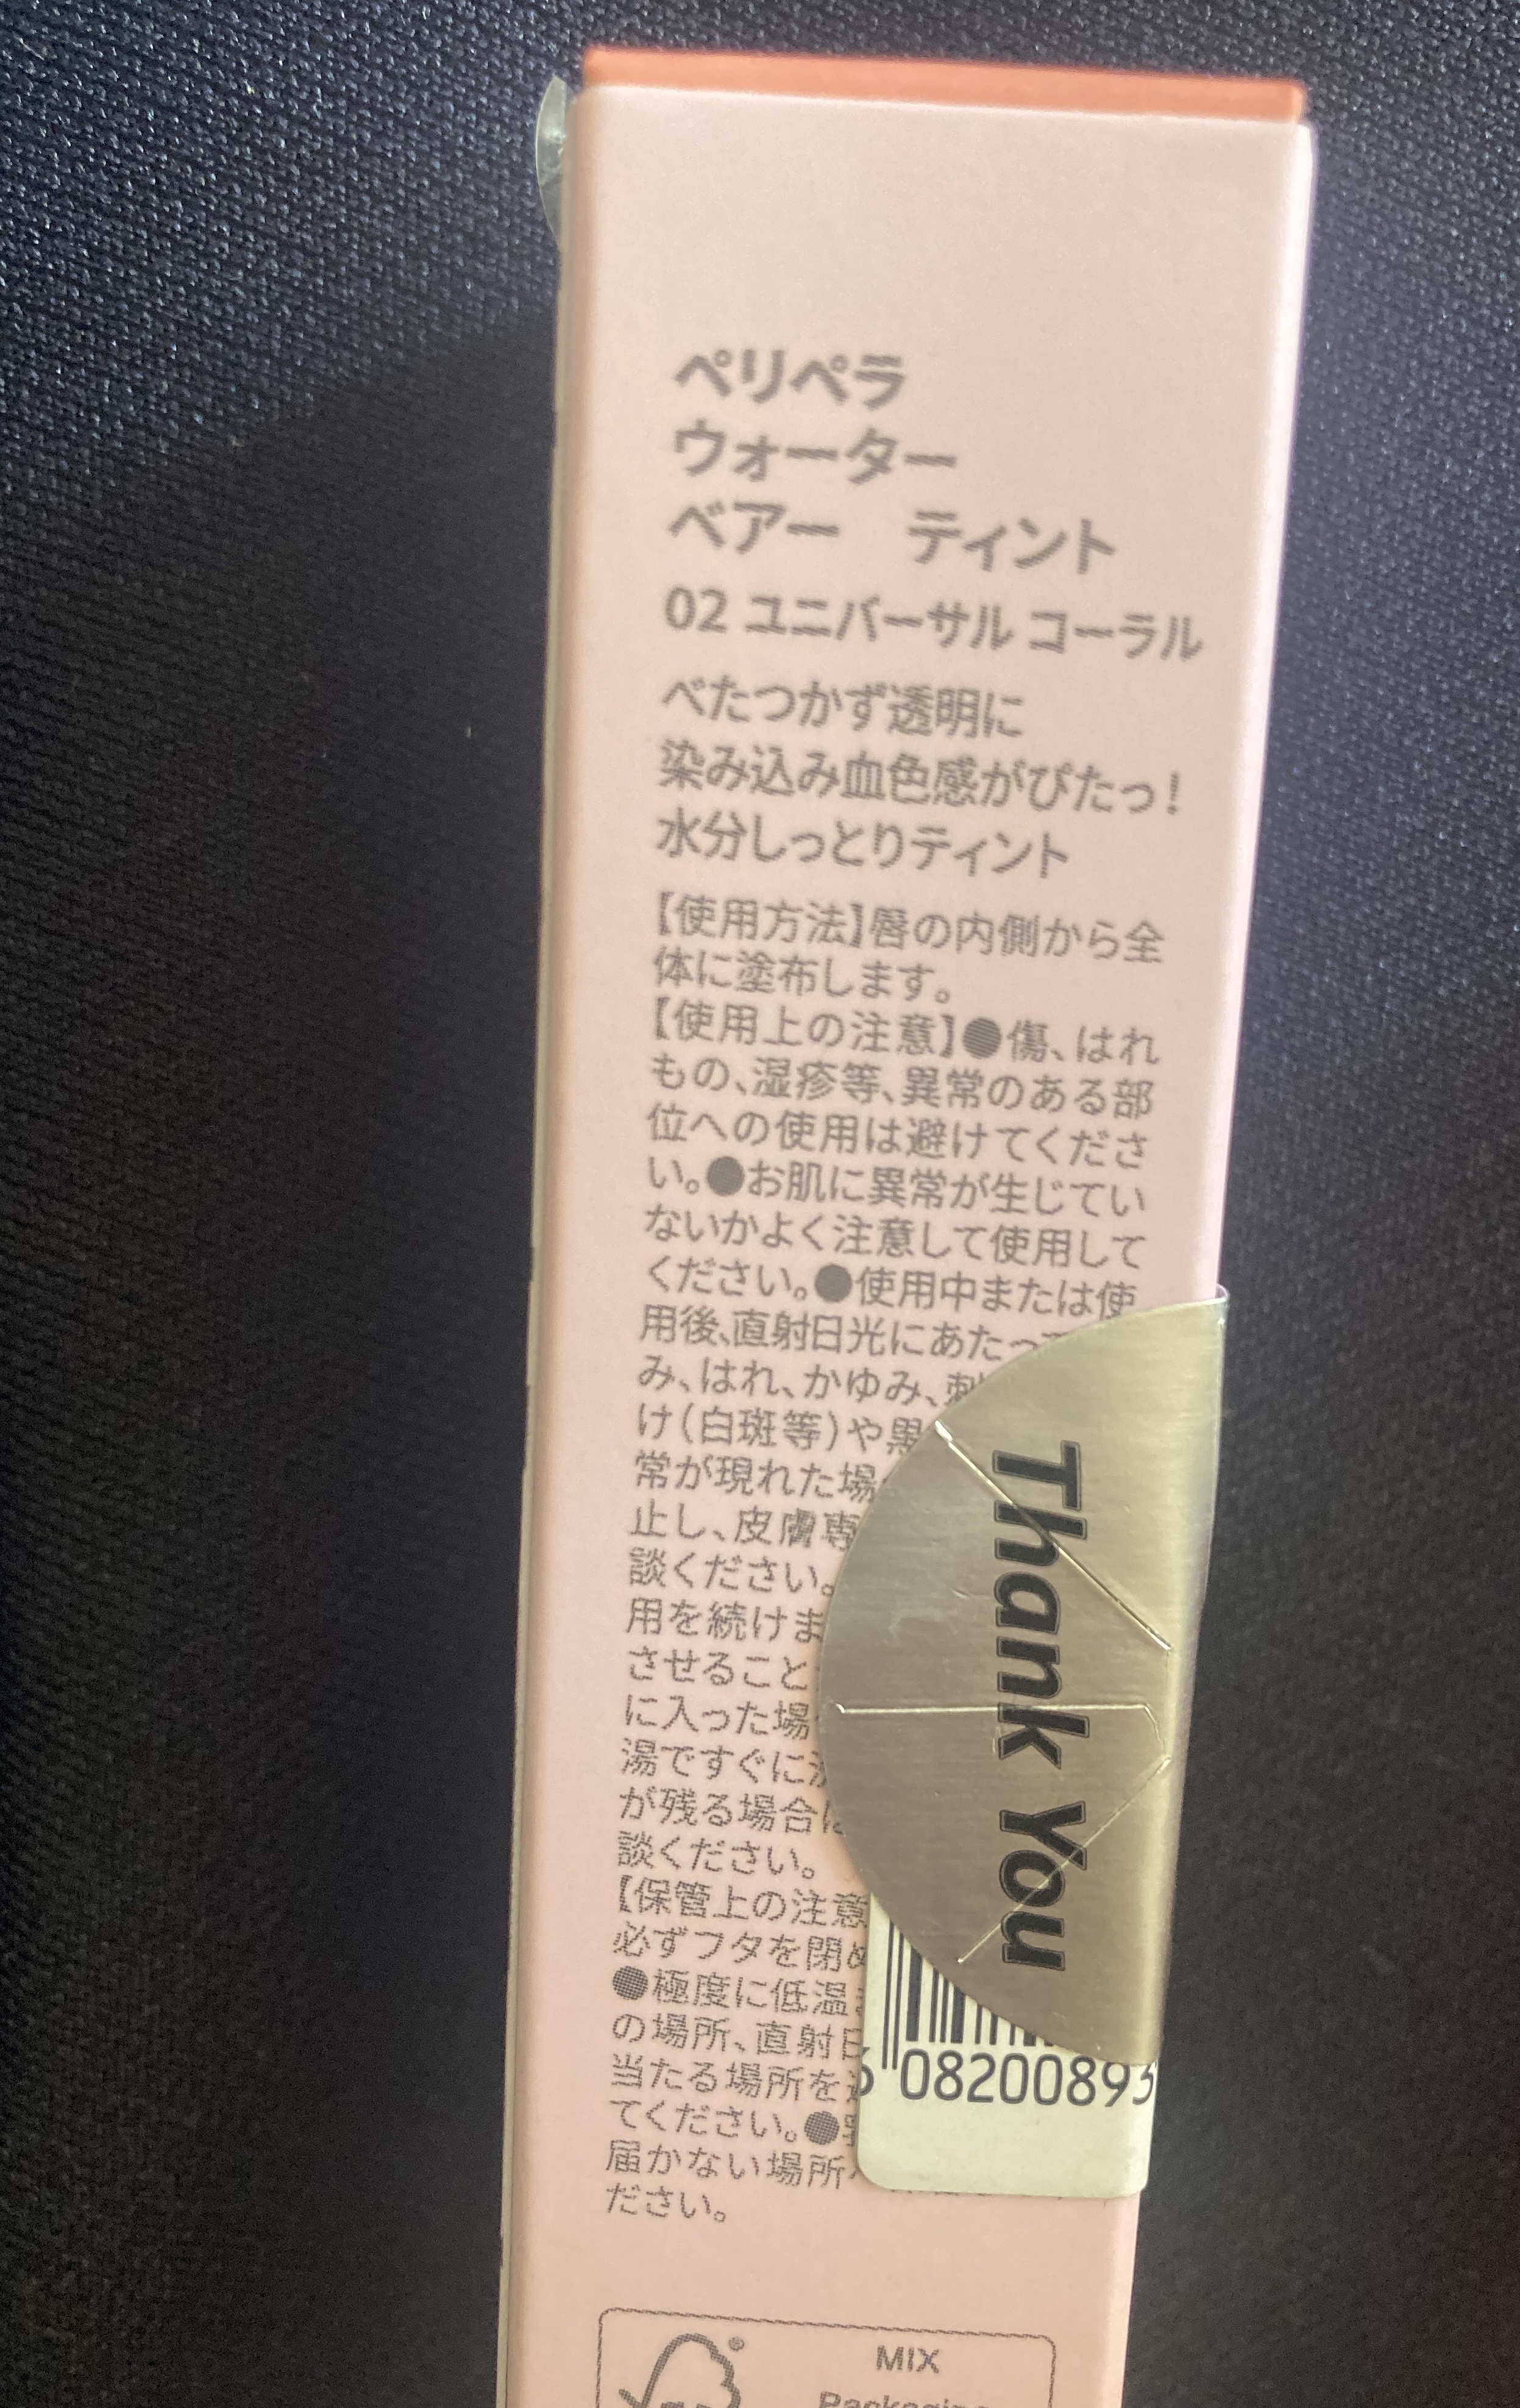 ペリペラ
ウォーター
ベアー ティント
02 ユニバーサル コーラル
べたつかず透明に
染み込み血色感がぴたっ!
水分しっとりティント
【使用方法】唇の内側から全
体に塗布します。
【使用上の注意】●傷、はれ
もの、湿疹等、異常のある部
位への使用は避けてくださ
い。●お肌に異常が生じてい
ないかよく注意して使用して
ください。●使用中または使
用後、直射日光にあたっ
み、はれ、かゆみ、刺
け(白斑等)や黒
常が現れた場
止し、皮膚専
談ください。
用を続けま
させること
に入った場
湯ですぐに
が残る場合は
談ください。
【保管上の注意
必ずフタを閉め
●極度に低温
の場所、直射日
当たる場所を
てください。●
届かない場所
ださい。
Thank You
6 08200893
MIX